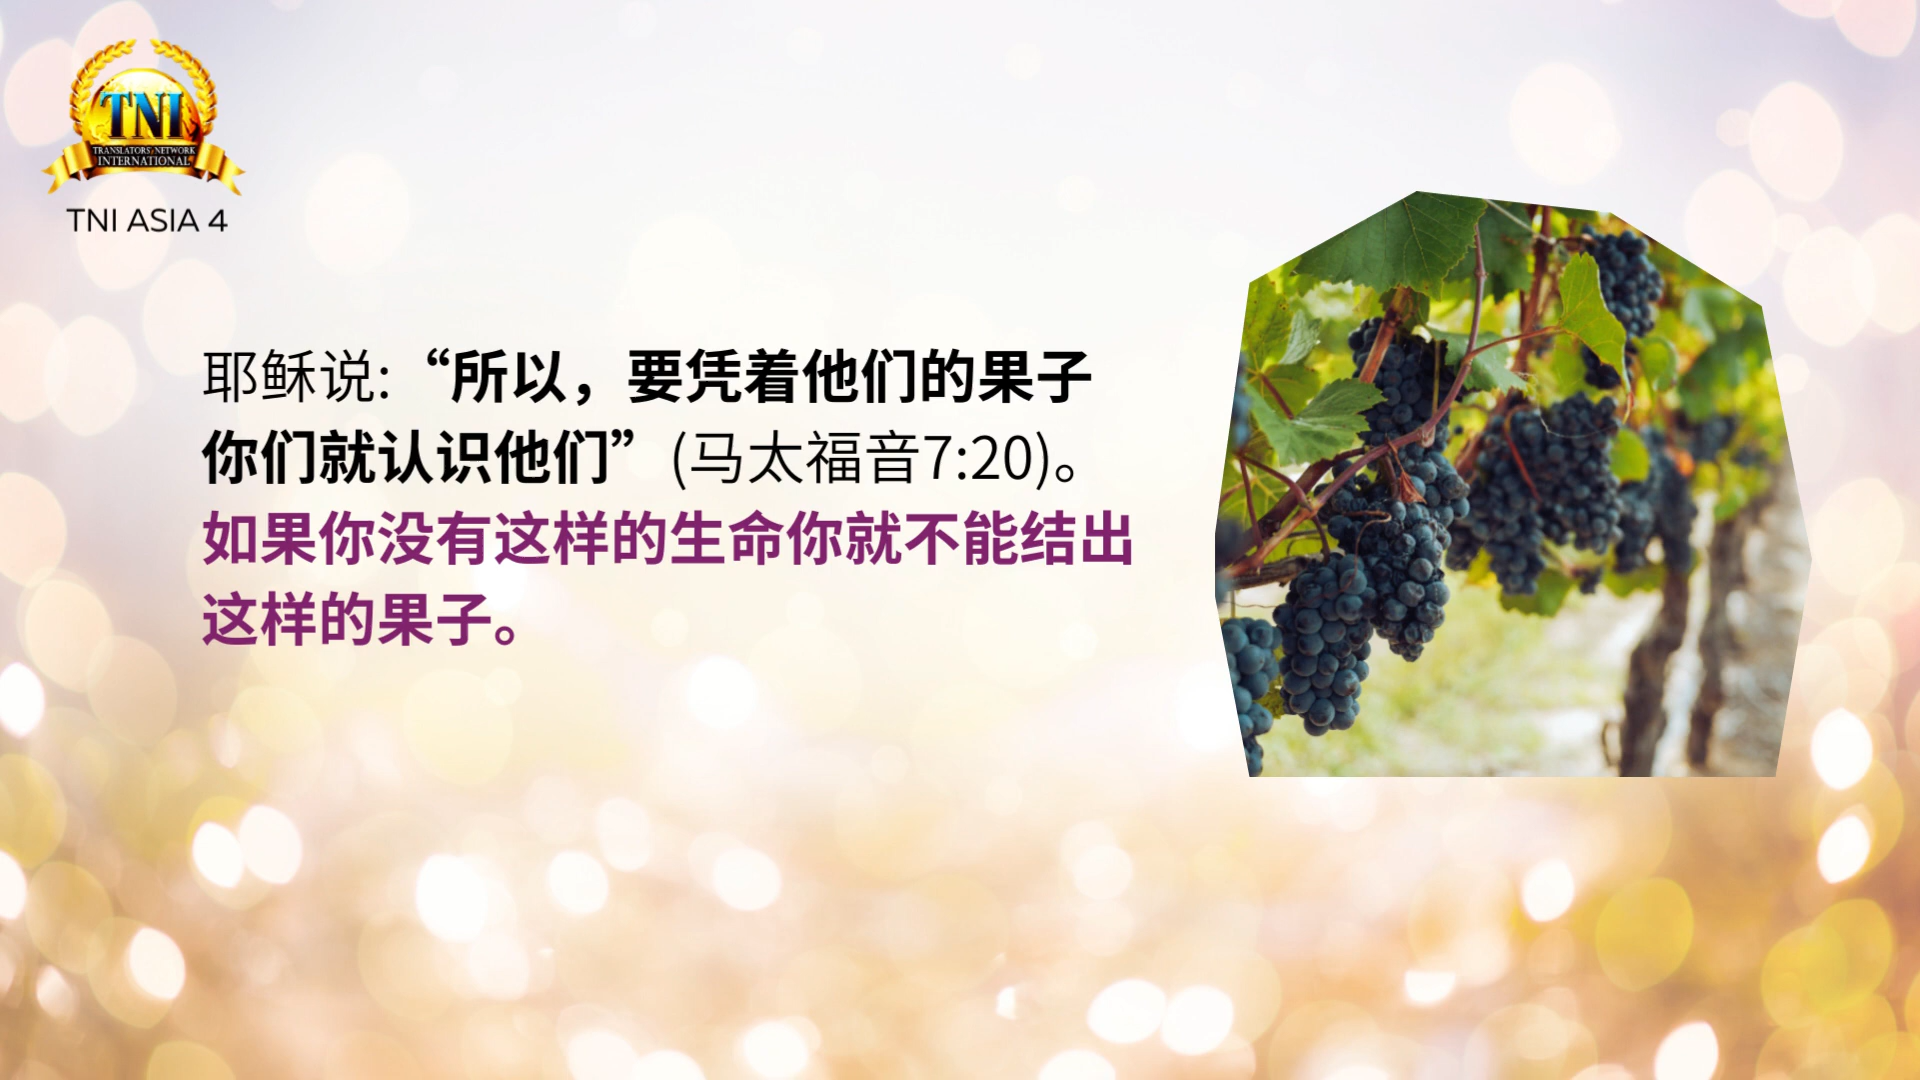 TNI
TRANSLATORS' NETWORK
INTERNATIONAL
TNI ASIA 4
耶稣说:“所以，要凭着他们的果子
你们就认识他们”(马太福音7:20)。
如果你没有这样的生命你就不能结出
这样的果子。